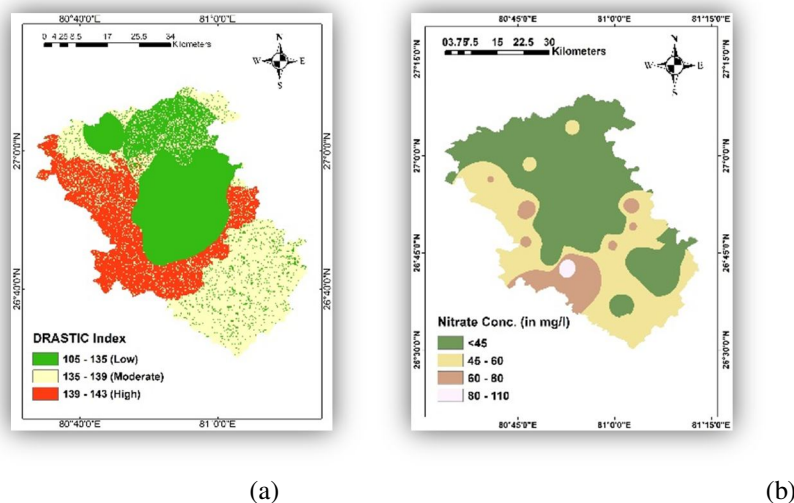 80°40'0"E 81°0'0"E
0 4.25 8.5 17 25.5 34
Kilometers
N
W E
S
27°0'0"N
27°0'0"N
26°40'0"N
26°40'0"N
DRASTIC Index
105 - 135 (Low)
135 - 139 (Moderate)
139 - 143 (High)
80°40'0"E 81°0'0"E
(a)
80°45'0"E 81°0'0"E 81°15'0"E
03.757.5 15 22.5 30
Kilometers
N
W E
S
27°15'0"N
27°15'0"N
27°0'0"N
27°0'0"N
26°45'0"N
26°45'0"N
26°30'0"N
26°30'0"N
Nitrate Conc. (in mg/l)
<45
45 - 60
60 - 80
80 - 110
80°45'0"E 81°0'0"E 81°15'0"E
(b)